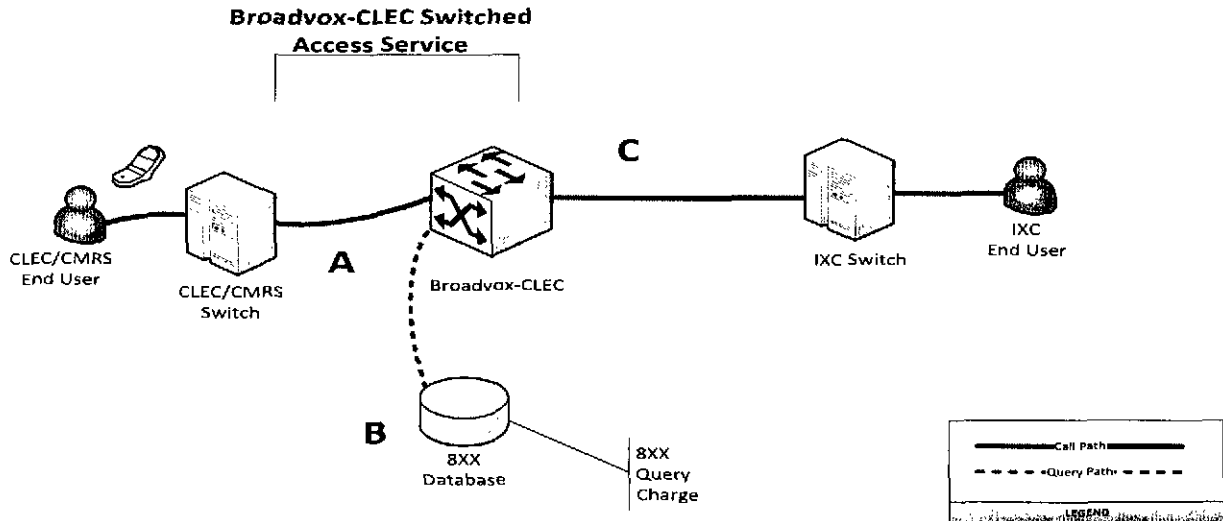 Broadvox-CLEC Switched
Access Service
C
CLEC/CMRS
End User
A
CLEC/CMRS
Switch
Broadvox-CLEC
IXC Switch
IXC
End User
B
8XX
Database
8XX
Query
Charge
Call Path
Query Path
LEGEND